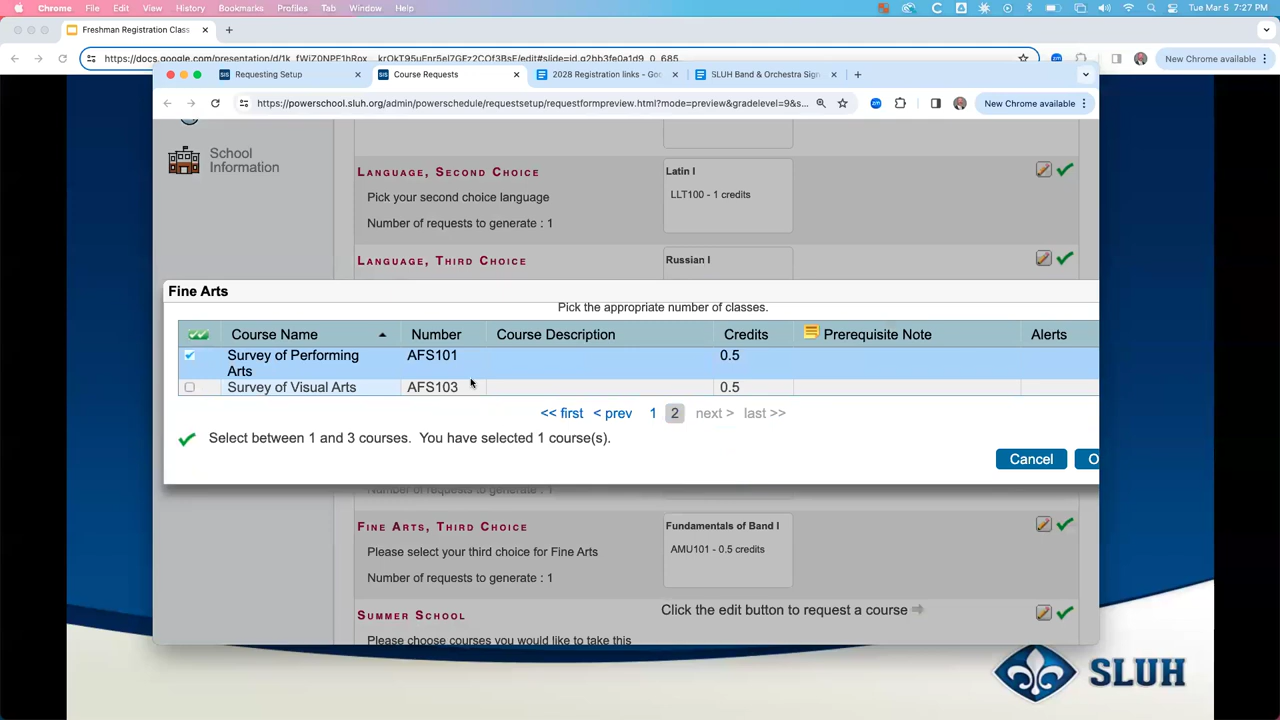 Chrome File Edit View History Bookmarks Profiles Tab Window Help Tue Mar 5 7:27 PM
Freshman Registration Class
New Chrome available
Requesting Setup Course Requests 2028 Registration links - Goo SLUH Band & Orchestra Sign
https://powerschool.sluh.org/admin/powerschedule/requestsetup/requestformpreview.html?mode=preview&gradelevel=9&s... New Chrome available
School
Information
Language, Second Choice Latin I
Pick your second choice language LLT100 - 1 credits
Number of requests to generate : 1
Language, Third Choice Russian I
Fine Arts
Pick the appropriate number of classes.
Course Name Number Course Description Credits Prerequisite Note Alerts
Survey of Performing AFS101 0.5
Arts
Survey of Visual Arts AFS103 0.5
<< first < prev 1 2 next > last >>
Select between 1 and 3 courses. You have selected 1 course(s).
Cancel O
Number of requests to generate : 1
Fine Arts, Third Choice Fundamentals of Band I
Please select your third choice for Fine Arts AMU101 - 0.5 credits
Number of requests to generate : 1
Summer School Click the edit button to request a course
Please choose courses you would like to take this
SLUH